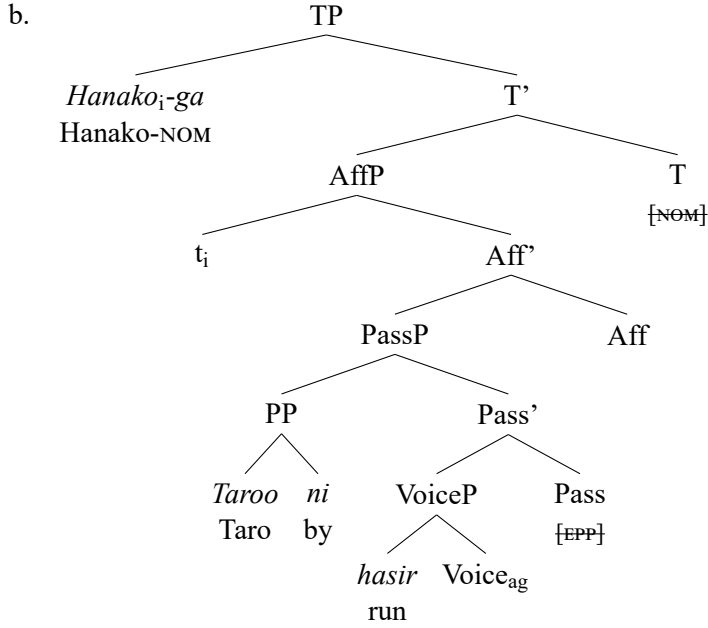 b.
TP
Hanakoi-ga T’
Hanako-NOM
AffP T
[NOM]
ti Aff’
PassP Aff
PP Pass’
Taroo ni VoiceP Pass
Taro by [EPP]
hasir Voiceag
run